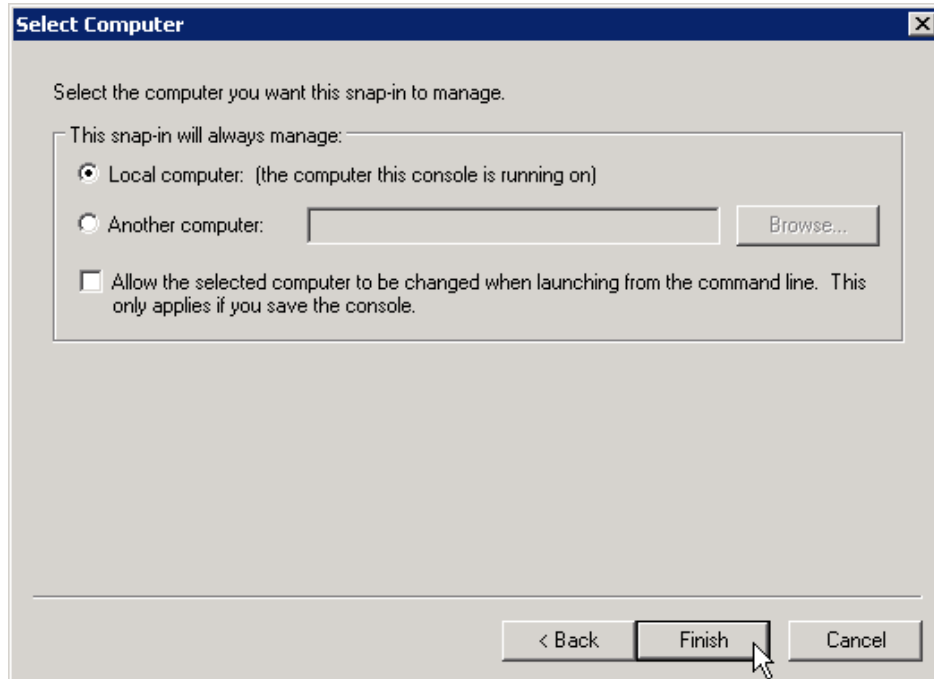 Select Computer
Select the computer you want this snap-in to manage.
This snap-in will always manage:
Local computer: (the computer this console is running on)
Another computer:
Browse...
Allow the selected computer to be changed when launching from the command line. This
only applies if you save the console.
< Back
Finish
Cancel